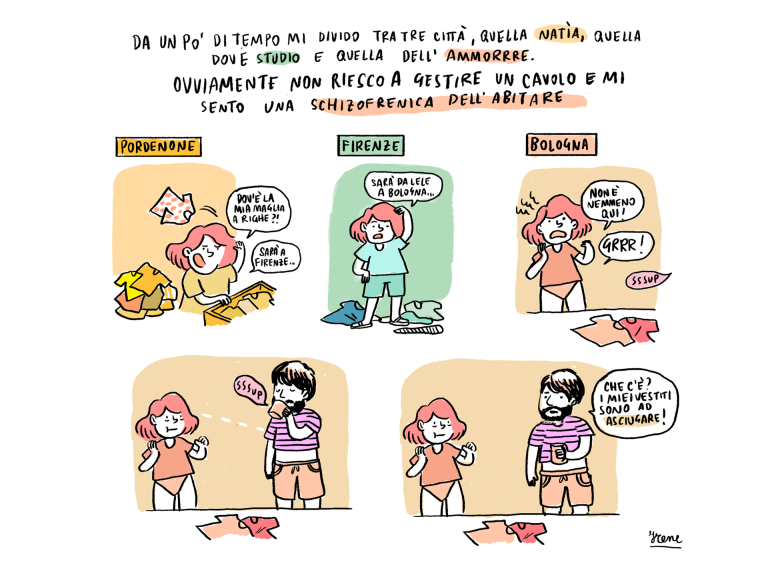 DA UN PO' DI TEMPO MI DIVIDO TRA TRE CITTÀ, QUELLA NATÌA, QUELLA
DOVE STUDIO E QUELLA DELL'AMMORRRE.
OVVIAMENTE NON RIESCO A GESTIRE UN CAVOLO E MI
SENTO UNA SCHIZOFRENICA DELL'ABITARE
PORDENONE
DOV'È LA
MIA MAGLIA
A RIGHE?!
SARÀ A
FIRENZE...
FIRENZE
SARÀ DA LELE
A BOLOGNA...
BOLOGNA
NON È
NEMMENO
QUI!
GRRR!
SSSUP
SSSUP
CHE C'È?
I MIEI VESTITI
SONO AD
ASCIUGARE!
Irene